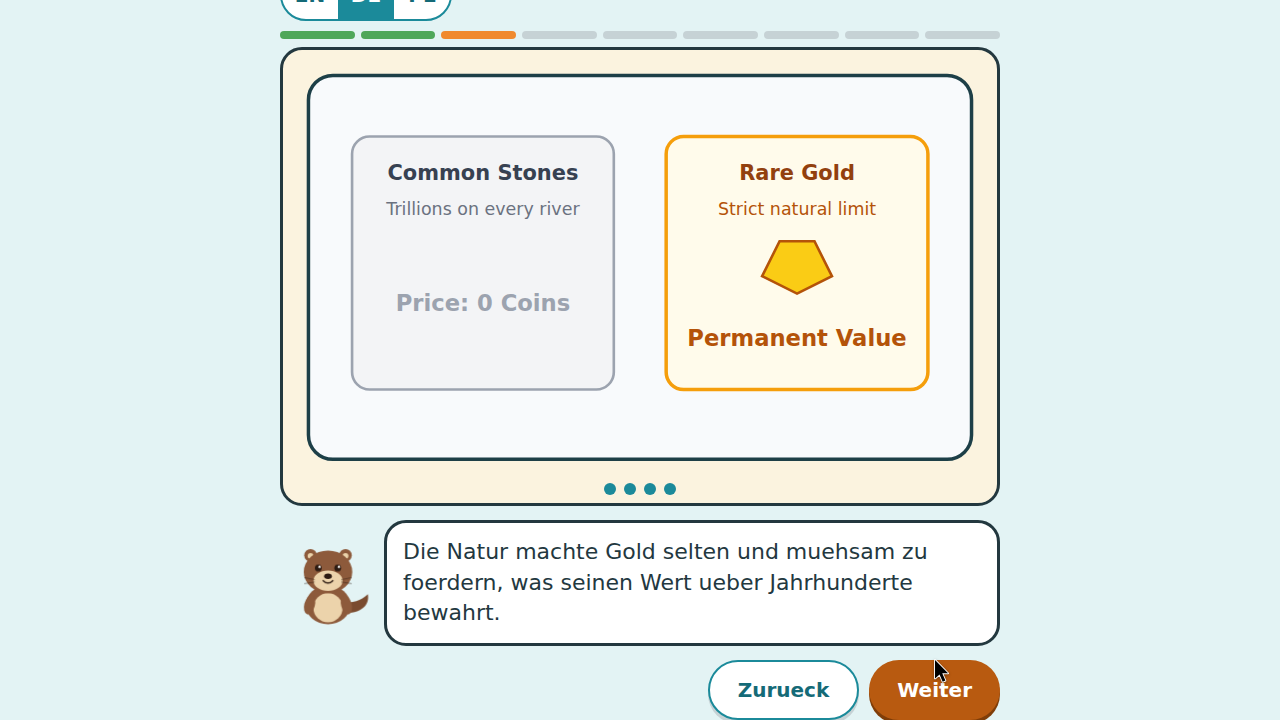 Common Stones
Trillions on every river
Price: 0 Coins
Rare Gold
Strict natural limit
Permanent Value
Die Natur machte Gold selten und muehsam zu
foerdern, was seinen Wert ueber Jahrhunderte
bewahrt.
Zurueck
Weiter